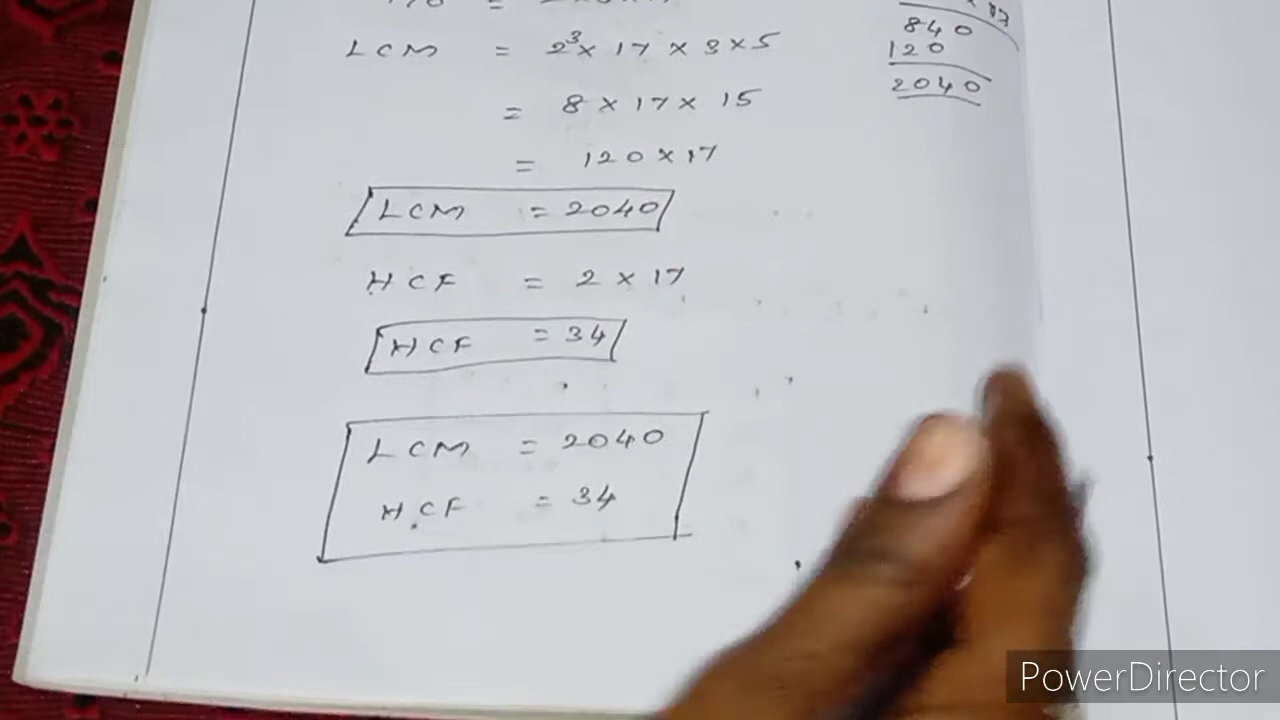 LCM = 2³ × 17 × 3 × 5
= 8 × 17 × 15
= 120 × 17
LCM = 2040
HCF = 2 × 17
HCF = 34
LCM = 2040
HCF = 34
840
120
2040
PowerDirector